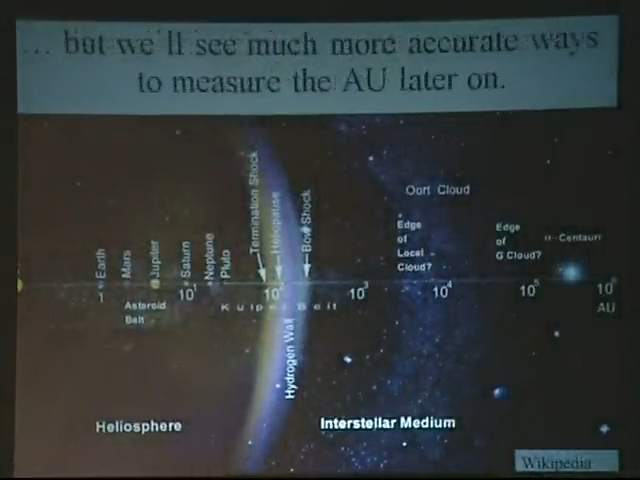 ... but we'll see much more accurate ways
to measure the AU later on.
Oort Cloud
Termination Shock
Heliopause
Bow Shock
Edge
of
Local
Cloud?
Edge
of
G Cloud?
α-Centauri
Earth
Mars
Jupiter
Saturn
Neptune
Pluto
1
10¹
10²
10³
10⁴
10⁵
AU
Asteroid
Belt
Kuiper Belt
Hydrogen Wall
Heliosphere
Interstellar Medium
Wikipedia